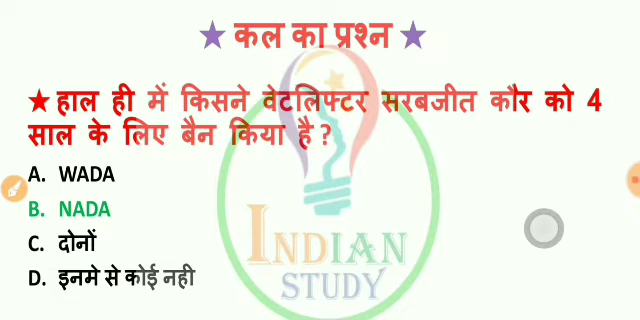 ★ कल का प्रश्न ★
★ हाल ही में किसने वेटलिफ्टर सरबजीत कौर को 4
साल के लिए बैन किया है ?
A. WADA
B. NADA
C. दोनों
D. इनमे से कोई नही
INDIAN
STUDY